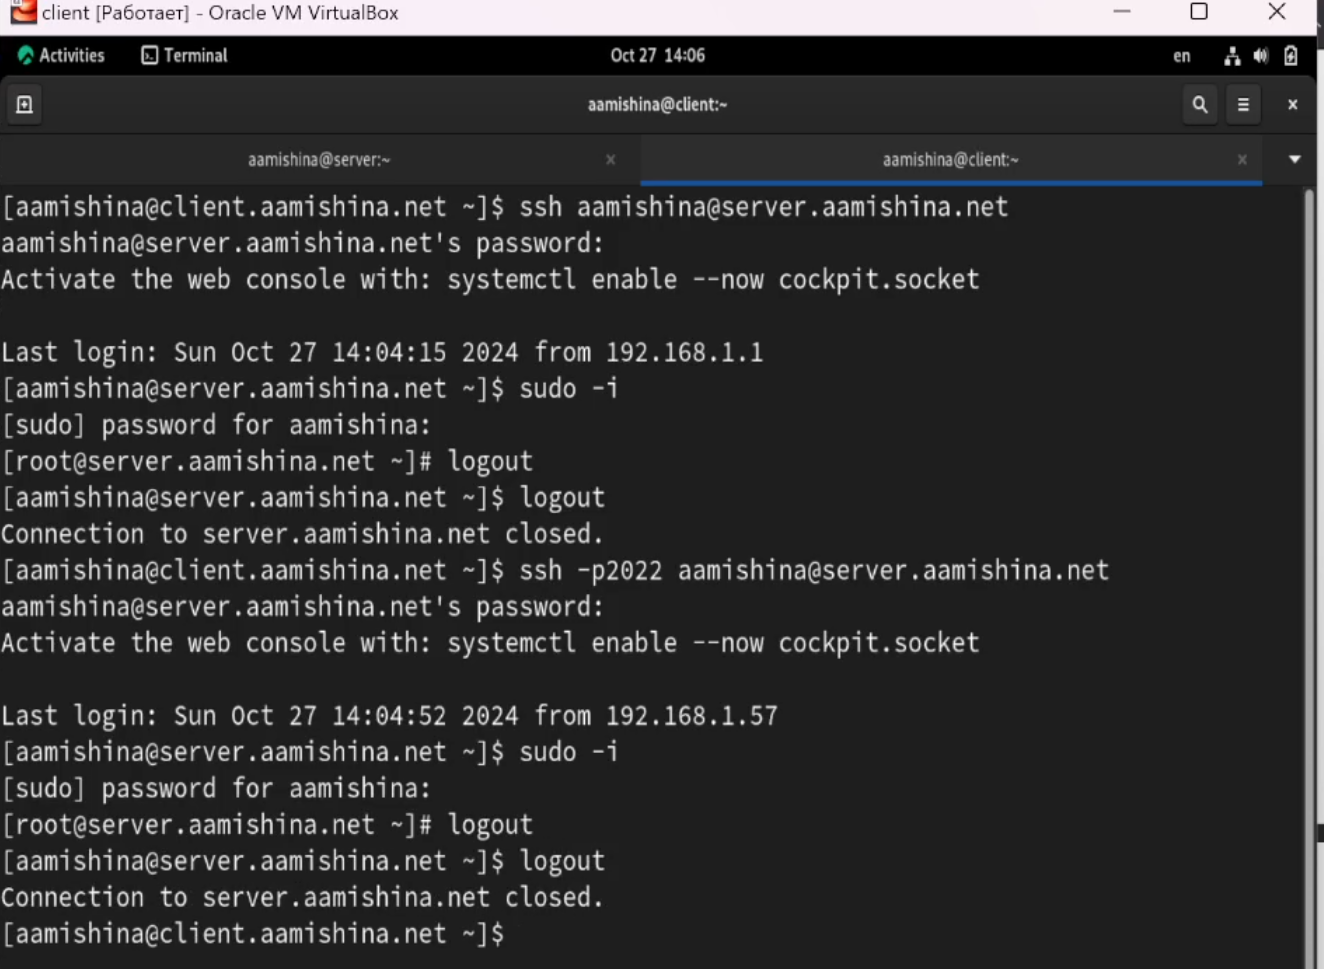 client [Работает] - Oracle VM VirtualBox
Activities Terminal Oct 27 14:06 en
aamishina@client:~
aamishina@server:~ aamishina@client:~
[aamishina@client.aamishina.net ~]$ ssh aamishina@server.aamishina.net
aamishina@server.aamishina.net's password:
Activate the web console with: systemctl enable --now cockpit.socket
Last login: Sun Oct 27 14:04:15 2024 from 192.168.1.1
[aamishina@server.aamishina.net ~]$ sudo -i
[sudo] password for aamishina:
[root@server.aamishina.net ~]# logout
[aamishina@server.aamishina.net ~]$ logout
Connection to server.aamishina.net closed.
[aamishina@client.aamishina.net ~]$ ssh -p2022 aamishina@server.aamishina.net
aamishina@server.aamishina.net's password:
Activate the web console with: systemctl enable --now cockpit.socket
Last login: Sun Oct 27 14:04:52 2024 from 192.168.1.57
[aamishina@server.aamishina.net ~]$ sudo -i
[sudo] password for aamishina:
[root@server.aamishina.net ~]# logout
[aamishina@server.aamishina.net ~]$ logout
Connection to server.aamishina.net closed.
[aamishina@client.aamishina.net ~]$